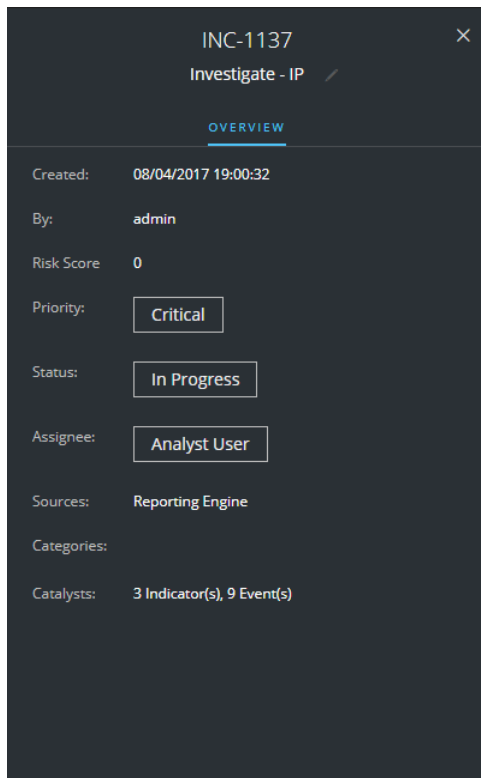 INC-1137
Investigate - IP
OVERVIEW
Created: 08/04/2017 19:00:32
By: admin
Risk Score 0
Priority: Critical
Status: In Progress
Assignee: Analyst User
Sources: Reporting Engine
Categories:
Catalysts: 3 Indicator(s), 9 Event(s)